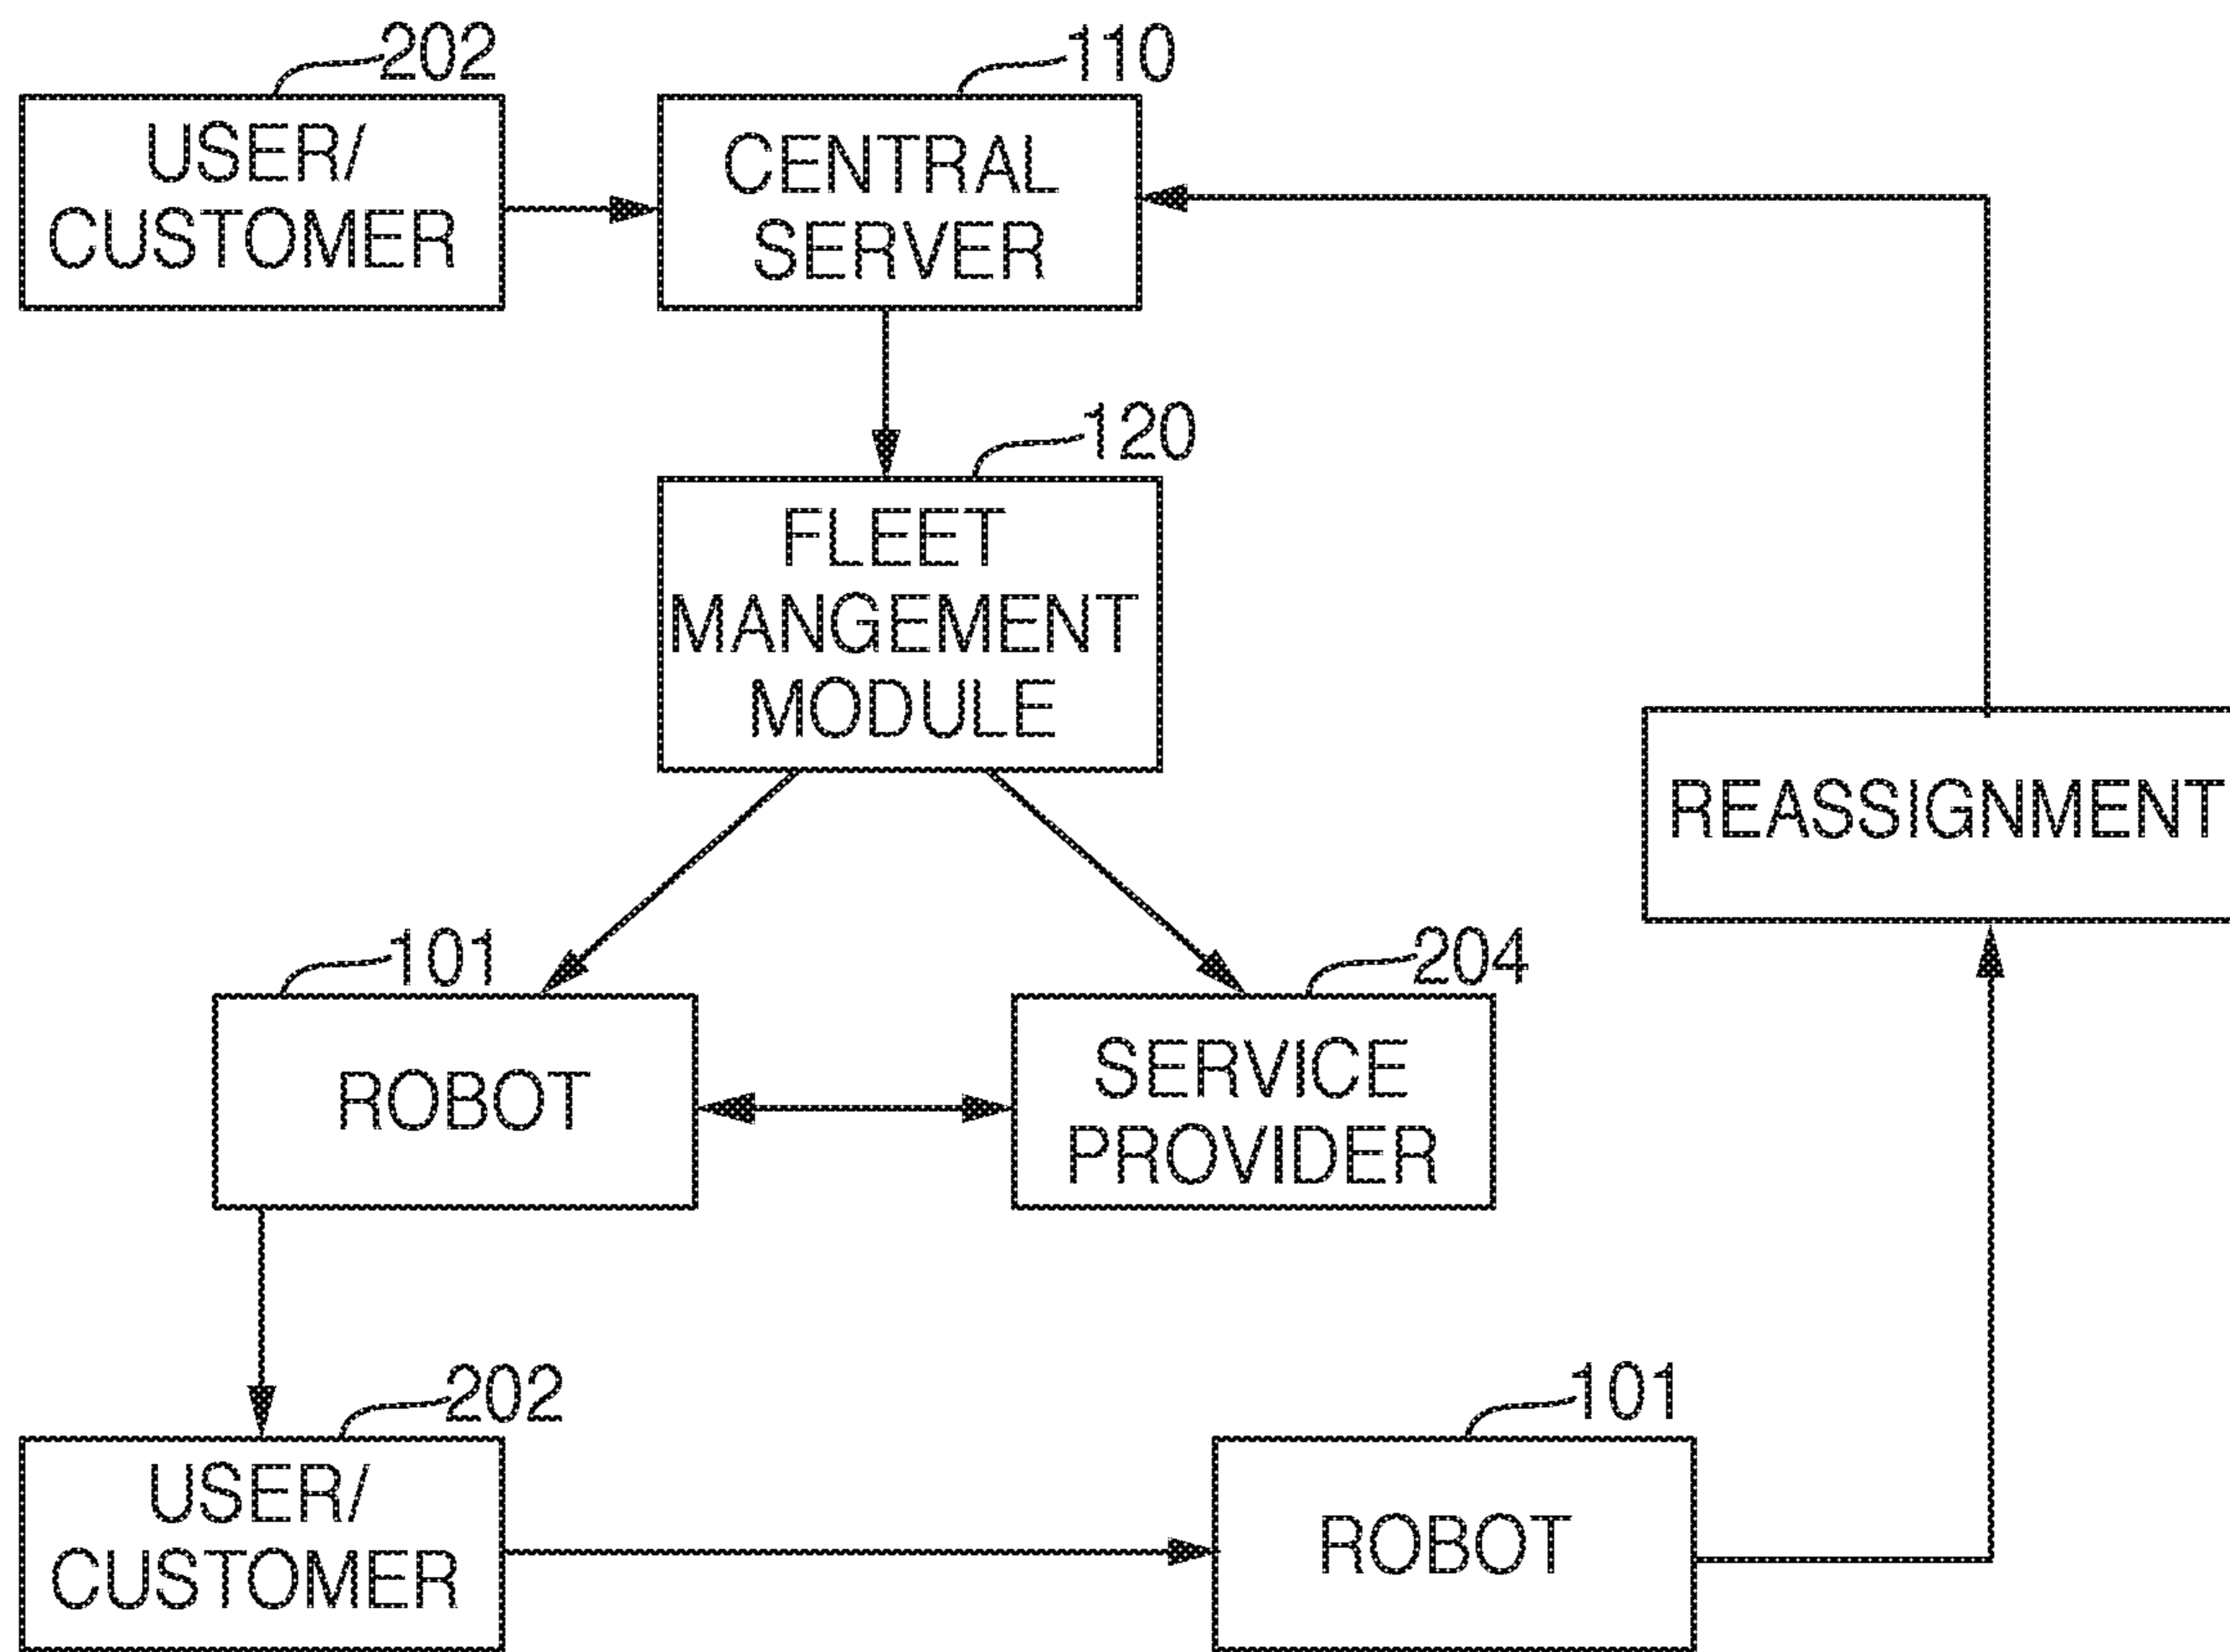 202
110
USER/
CUSTOMER
CENTRAL
SERVER
120
FLEET
MANGEMENT
MODULE
REASSIGNMENT
101
204
ROBOT
SERVICE
PROVIDER
202
101
USER/
CUSTOMER
ROBOT